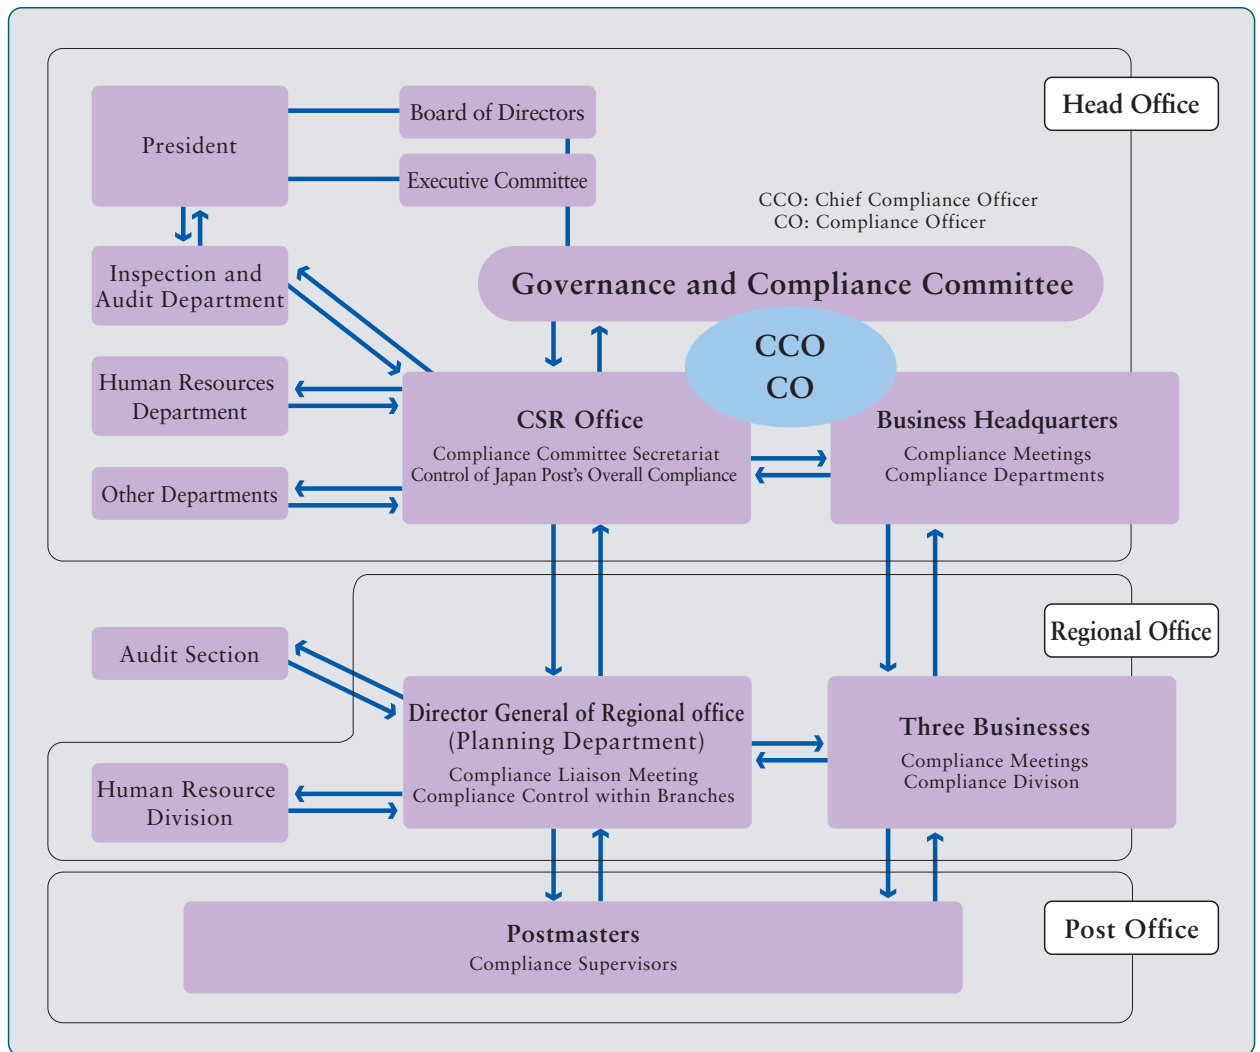 Head Office
President
Board of Directors
Executive Committee
CCO: Chief Compliance Officer
CO: Compliance Officer
Inspection and
Audit Department
Governance and Compliance Committee
CCO
CO
Human Resources
Department
CSR Office
Compliance Committee Secretariat
Control of Japan Post's Overall Compliance
Business Headquarters
Compliance Meetings
Compliance Departments
Other Departments
Regional Office
Audit Section
Director General of Regional office
(Planning Department)
Compliance Liaison Meeting
Compliance Control within Branches
Three Businesses
Compliance Meetings
Compliance Divison
Human Resource
Division
Post Office
Postmasters
Compliance Supervisors